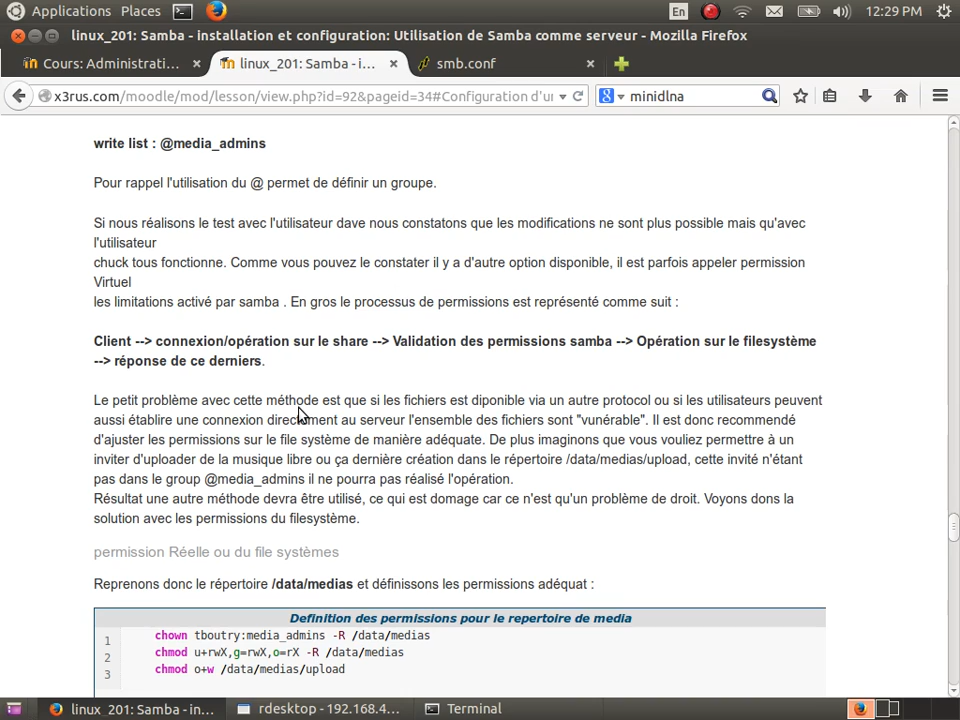 Applications Places En 12:29 PM
linux_201: Samba - installation et configuration: Utilisation de Samba comme serveur - Mozilla Firefox
Cours: Administrati... linux_201: Samba - i... smb.conf
x3rus.com/moodle/mod/lesson/view.php?id=92&pageid=34#Configuration d'ur minidlna
write list : @media_admins
Pour rappel l'utilisation du @ permet de définir un groupe.
Si nous réalisons le test avec l'utilisateur dave nous constatons que les modifications ne sont plus possible mais qu'avec
l'utilisateur
chuck tous fonctionne. Comme vous pouvez le constater il y a d'autre option disponible, il est parfois appeler permission
Virtuel
les limitations activé par samba . En gros le processus de permissions est représenté comme suit :
Client --> connexion/opération sur le share --> Validation des permissions samba --> Opération sur le filesystème
--> réponse de ce derniers.
Le petit problème avec cette méthode est que si les fichiers est diponible via un autre protocol ou si les utilisateurs peuvent
aussi établire une connexion directement au serveur l'ensemble des fichiers sont "vunérable". Il est donc recommendé
d'ajuster les permissions sur le file système de manière adéquate. De plus imaginons que vous vouliez permettre à un
inviter d'uploader de la musique libre ou ça dernière création dans le répertoire /data/medias/upload, cette invité n'étant
pas dans le group @media_admins il ne pourra pas réalisé l'opération.
Résultat une autre méthode devra être utilisé, ce qui est domage car ce n'est qu'un problème de droit. Voyons dons la
solution avec les permissions du filesystème.
permission Réelle ou du file systèmes
Reprenons donc le répertoire /data/medias et définissons les permissions adéquat :
Definition des permissions pour le repertoire de media
1 chown tboutry:media_admins -R /data/medias
2 chmod u+rwX,g=rwX,o=rX -R /data/medias
3 chmod o+w /data/medias/upload
linux_201: Samba - in... rdesktop - 192.168.4... Terminal